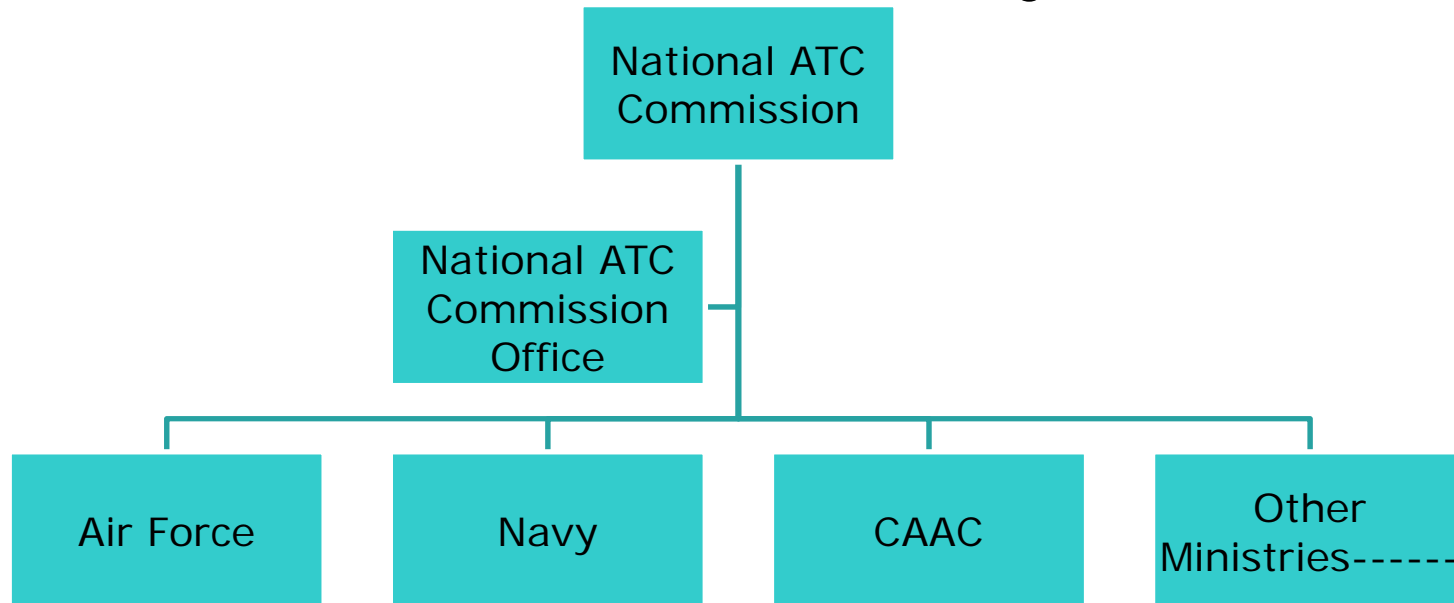 National ATC
Commission
National ATC
Commission
Office
Air Force
Navy
CAAC
Other
Ministries------